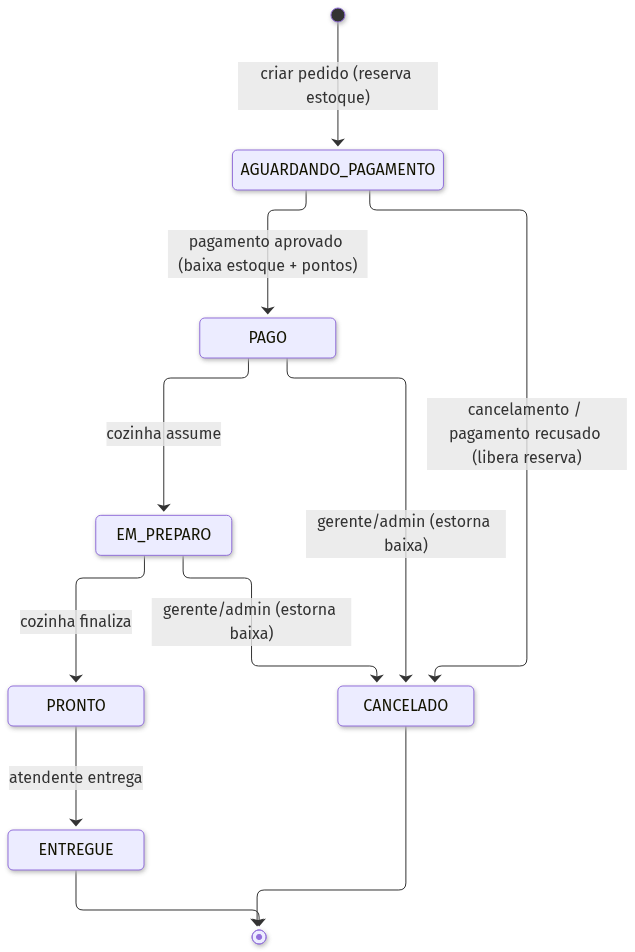 criar pedido (reserva
estoque)
AGUARDANDO_PAGAMENTO
pagamento aprovado
(baixa estoque + pontos)
PAGO
cancelamento /
pagamento recusado
(libera reserva)
cozinha assume
gerente/admin (estorna
baixa)
EM_PREPARO
gerente/admin (estorna
baixa)
cozinha finaliza
PRONTO
CANCELADO
atendente entrega
ENTREGUE